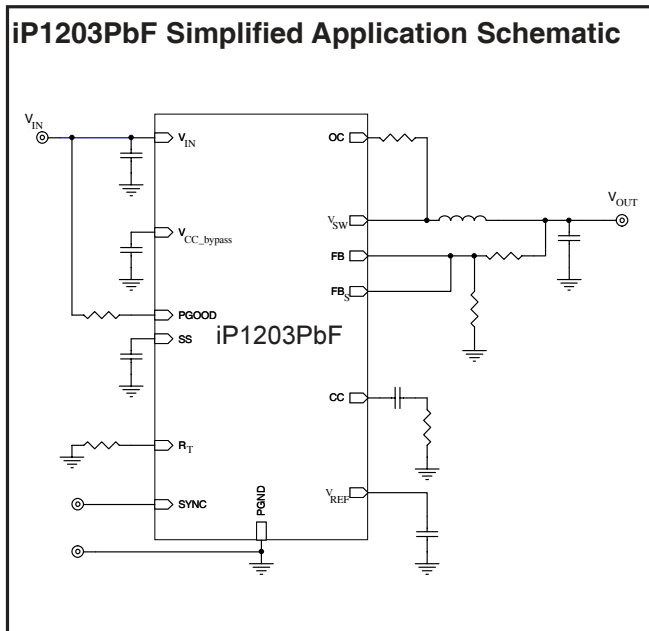 iP1203PbF Simplified Application Schematic
VIN
VIN
OC
VOUT
VSW
VCC_bypass
FB
FBS
PGOOD
iP1203PbF
SS
CC
RT
VREF
SYNC
PGND